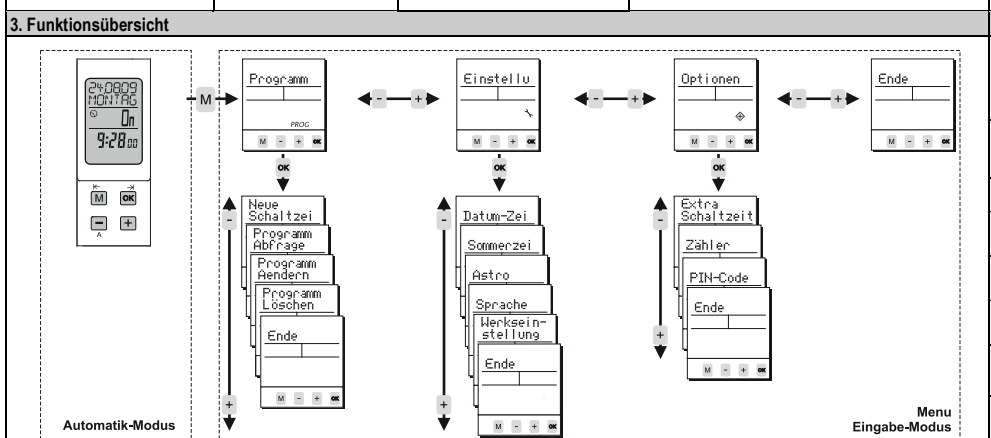 3. Funktionsübersicht
24.08.09
MONTAG
On
9:28 00
M OK
- +
A
Automatik-Modus
M
Programm
PROG
M - + OK
- +
Einstellu
M - + OK
- +
Optionen
M - + OK
- +
Ende
M - + OK
OK
OK
OK
-
+
Neue
Schaltzei
Programm
Abfrage
Programm
Aendern
Programm
Löschen
Ende
M - + OK
-
+
Datum-Zei
Sommerzei
Astro
Sprache
Werksein-
stellung
Ende
M - + OK
-
+
Extra
Schaltzeit
Zähler
PIN-Code
Ende
M - + OK
Menu
Eingabe-Modus